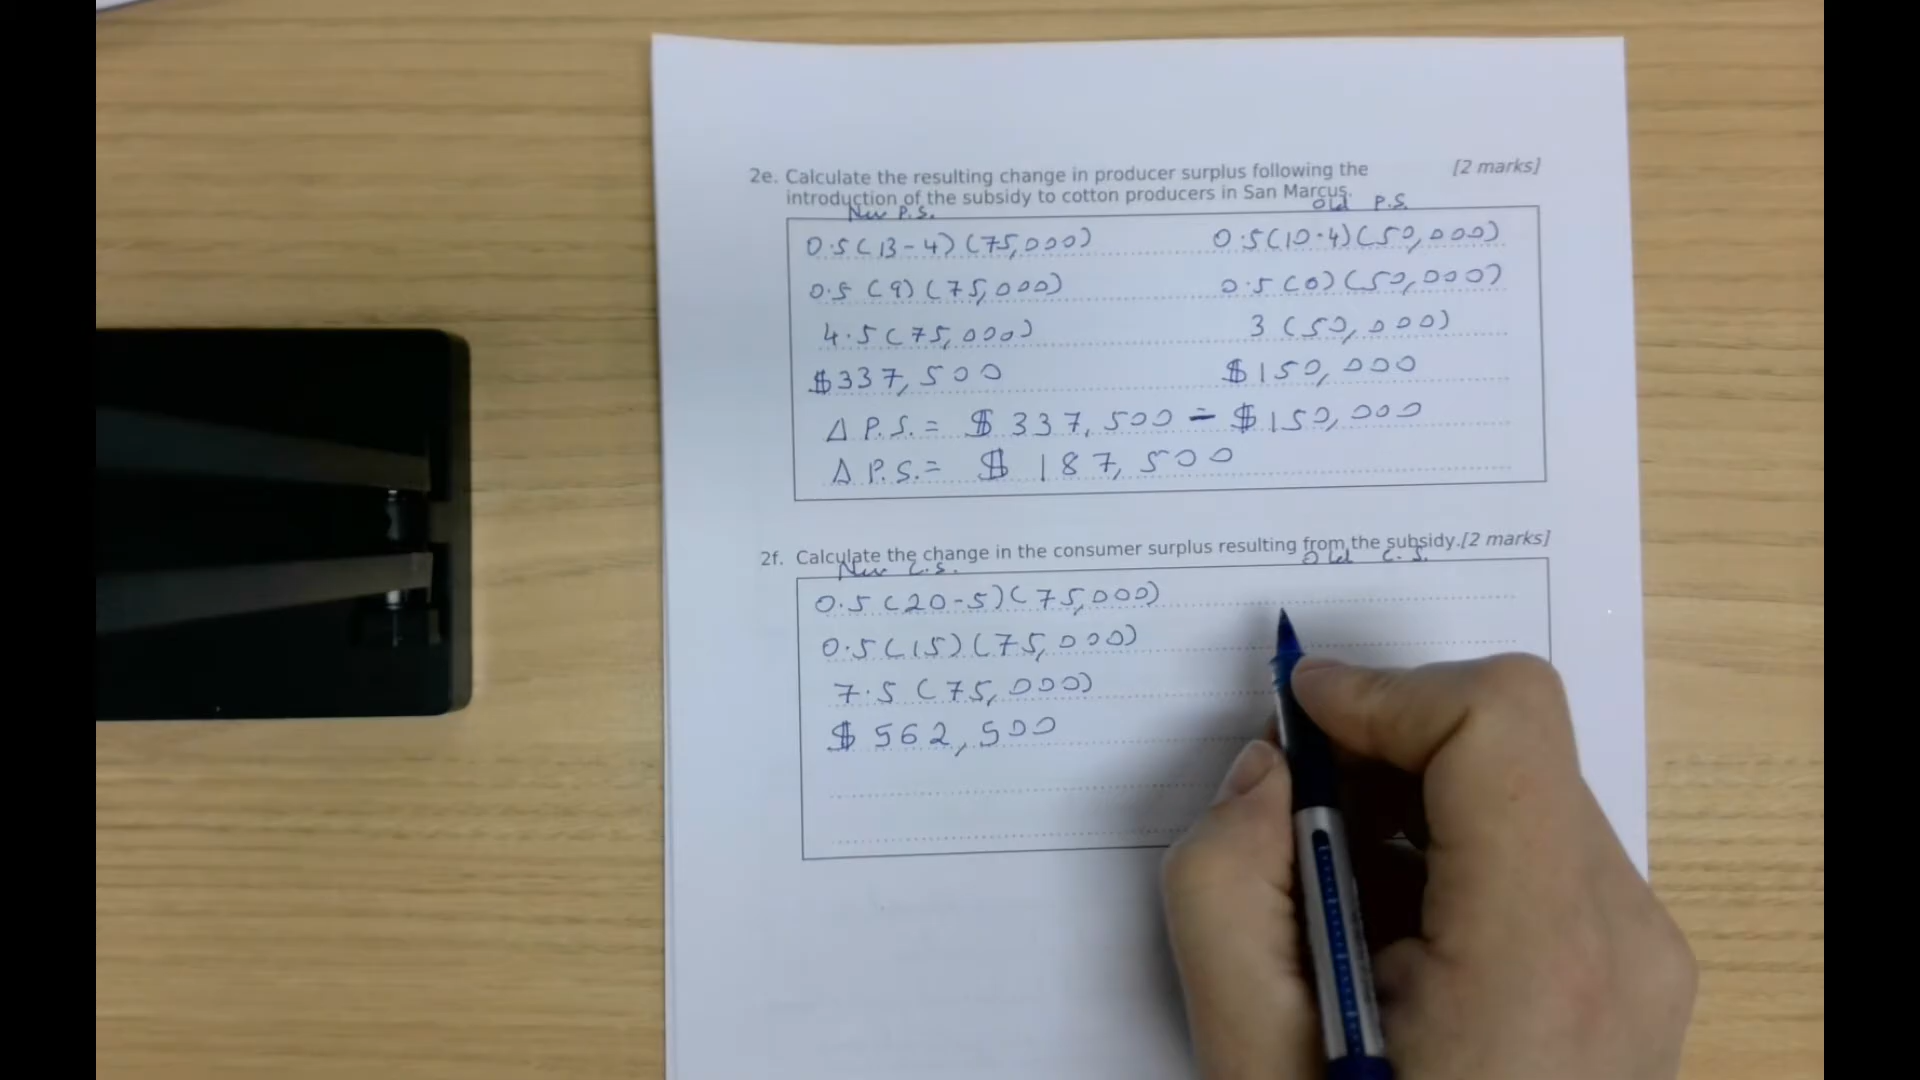 2e. Calculate the resulting change in producer surplus following the [2 marks]
introduction of the subsidy to cotton producers in San Marcus.
New P.S. Old P.S.
0.5(13-4)(75,000) 0.5(10-4)(50,000)
0.5(9)(75,000) 0.5(6)(50,000)
4.5(75,000) 3(50,000)
$337,500 $150,000
Δ P.S. = $337,500 - $150,000
Δ P.S. = $187,500
2f. Calculate the change in the consumer surplus resulting from the subsidy.[2 marks]
New C.S. Old C.S.
0.5(20-5)(75,000)
0.5(15)(75,000)
7.5(75,000)
$562,500